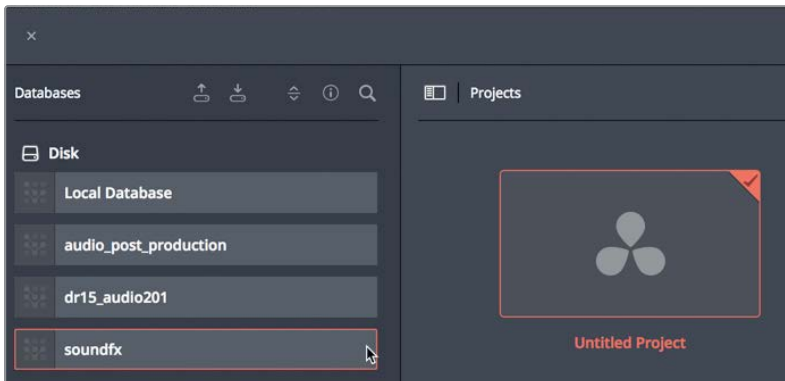 Databases
Projects
Disk
Local Database
audio_post_production
dr15_audio201
soundfx
Untitled Project